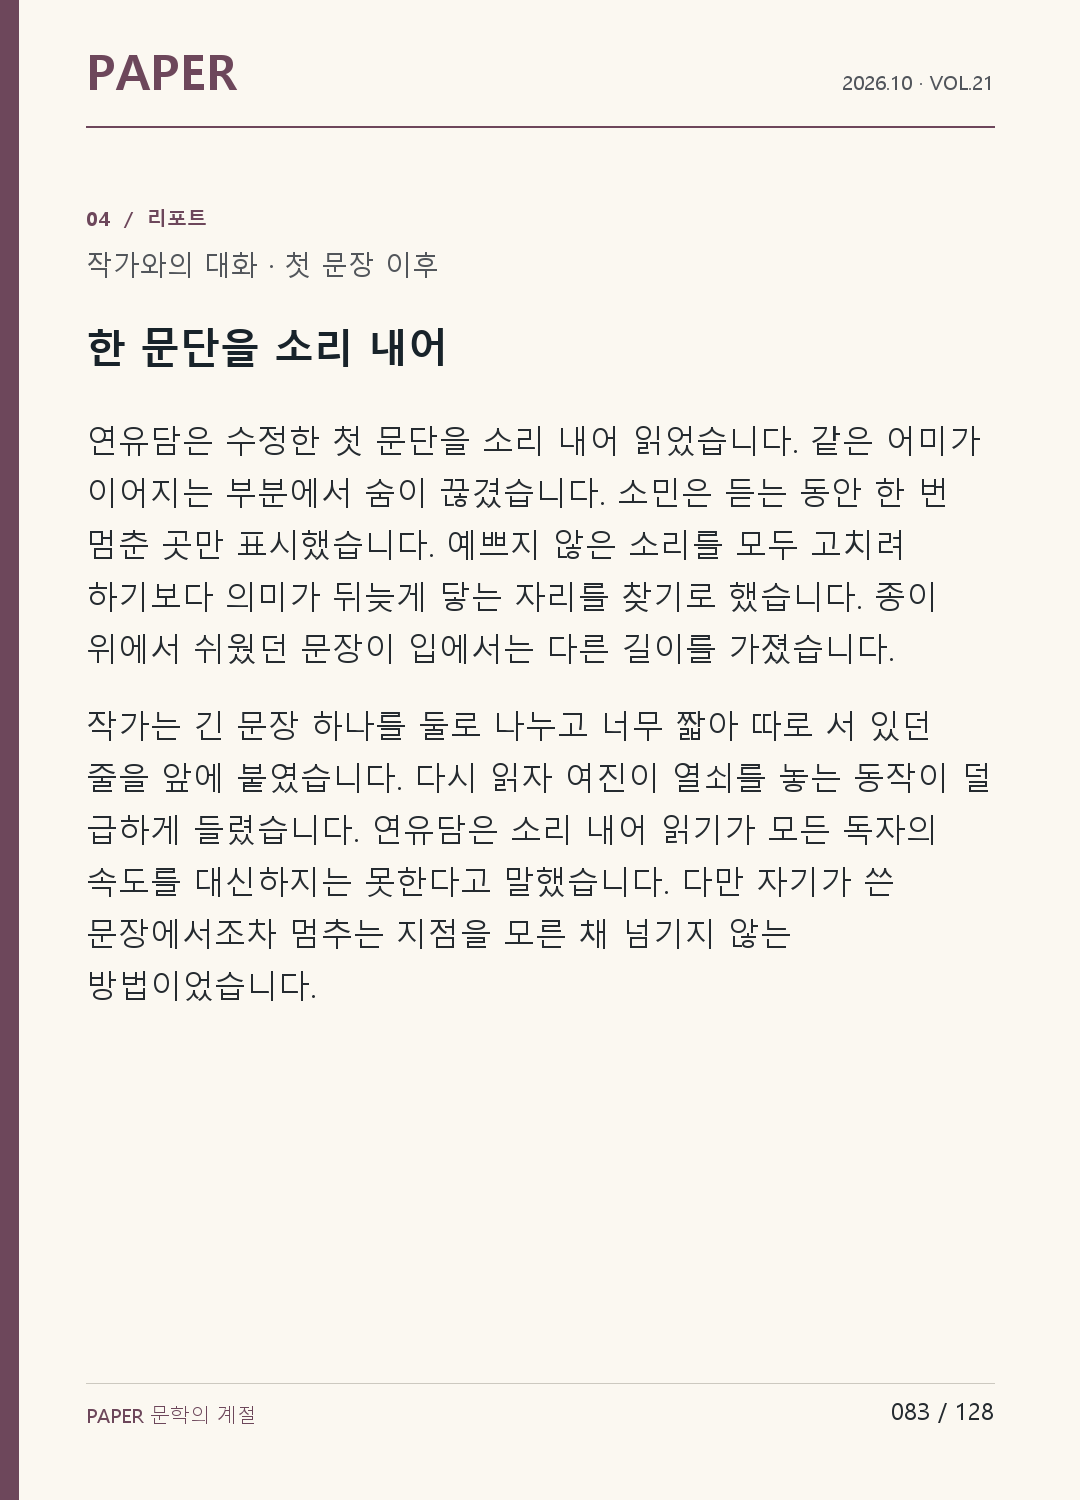 PAPER
2026.10 · VOL.21
04 / 리포트
작가와의 대화 · 첫 문장 이후
한 문단을 소리 내어
연유담은 수정한 첫 문단을 소리 내어 읽었습니다. 같은 어미가
이어지는 부분에서 숨이 끊겼습니다. 소민은 듣는 동안 한 번
멈춘 곳만 표시했습니다. 예쁘지 않은 소리를 모두 고치려
하기보다 의미가 뒤늦게 닿는 자리를 찾기로 했습니다. 종이
위에서 쉬웠던 문장이 입에서는 다른 길이를 가졌습니다.
작가는 긴 문장 하나를 둘로 나누고 너무 짧아 따로 서 있던
줄을 앞에 붙였습니다. 다시 읽자 여진이 열쇠를 놓는 동작이 덜
급하게 들렸습니다. 연유담은 소리 내어 읽기가 모든 독자의
속도를 대신하지는 못한다고 말했습니다. 다만 자기가 쓴
문장에서조차 멈추는 지점을 모른 채 넘기지 않는
방법이었습니다.
PAPER 문학의 계절
083 / 128